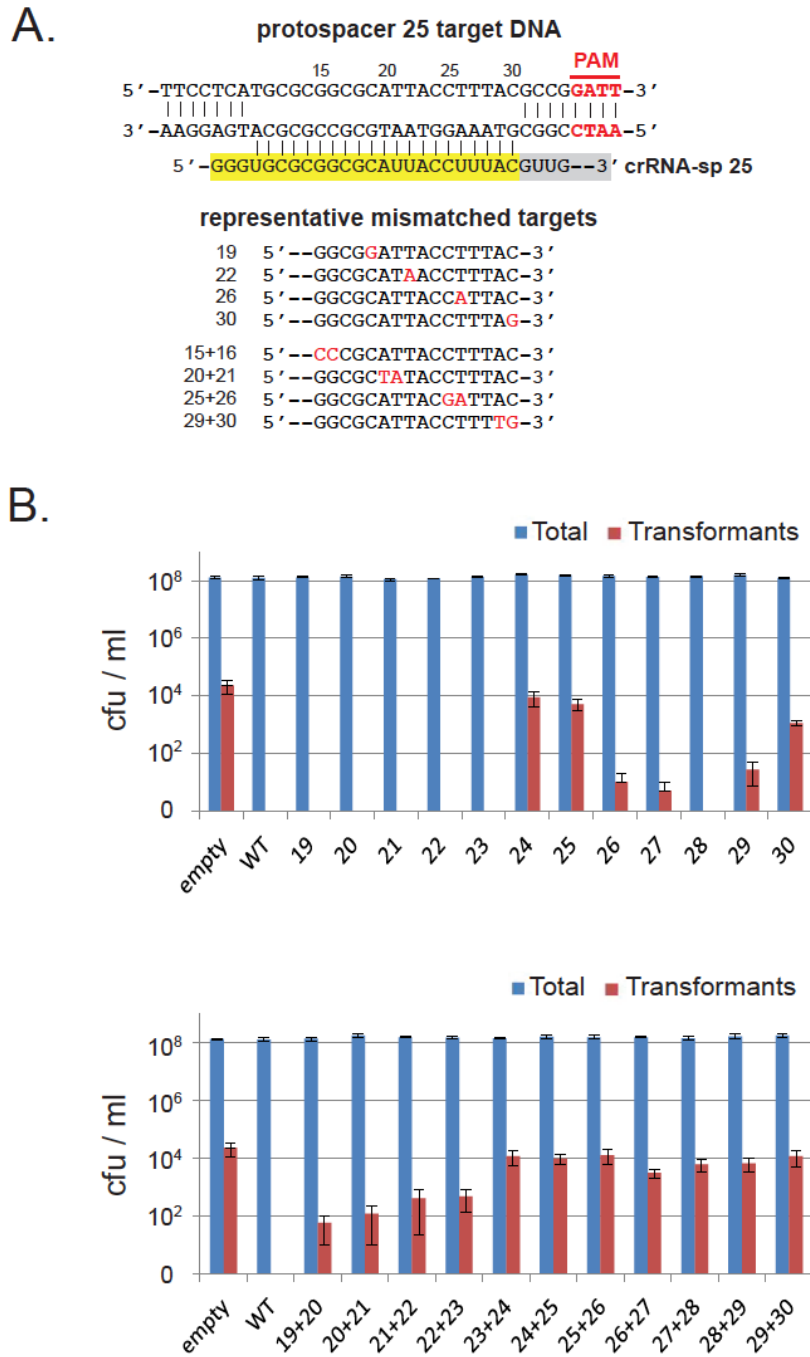 A.
protospacer 25 target DNA
15 20 25 30 PAM
5'-TTCCTCATGCGCGGCGCATTACCTTTACGCCGGATT-3'
3'-AAGGAGTACGCGCCGCGTAATGGAAATGCGGCCTAA-5'
5'-GGGUGCGCGGCGCAUUACCUUUACGUUG--3' crRNA-sp 25
representative mismatched targets
19 5'--GGCGGATTACCTTTAC-3'
22 5'--GGCGCATAACCTTTAC-3'
26 5'--GGCGCATTACCATTAC-3'
30 5'--GGCGCATTACCTTTAG-3'
15+16 5'--CCCGCATTACCTTTAC-3'
20+21 5'--GGCGCTATACCTTTAC-3'
25+26 5'--GGCGCATTACGATTAC-3'
29+30 5'--GGCGCATTACCTTTTG-3'
B.
Total Transformants
cfu / ml
10⁸
10⁶
10⁴
10²
0
empty WT 19 20 21 22 23 24 25 26 27 28 29 30
Total Transformants
cfu / ml
10⁸
10⁶
10⁴
10²
0
empty WT 19+20 20+21 21+22 22+23 23+24 24+25 25+26 26+27 27+28 28+29 29+30